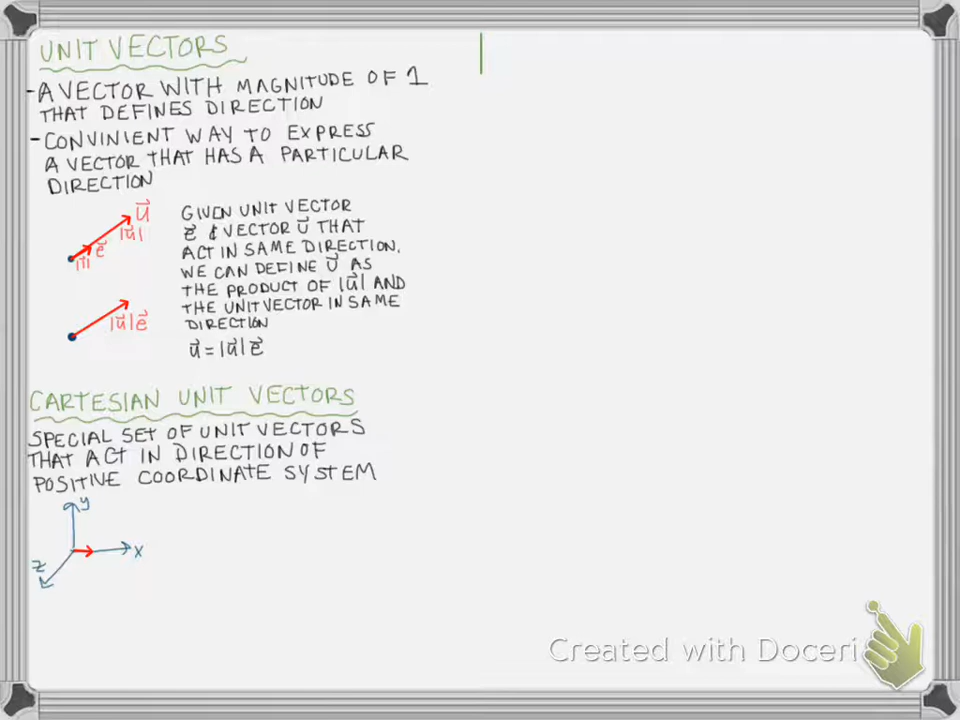 UNIT VECTORS
- A VECTOR WITH MAGNITUDE OF 1
THAT DEFINES DIRECTION
- CONVINIENT WAY TO EXPRESS
A VECTOR THAT HAS A PARTICULAR
DIRECTION
u⃗
|u⃗|
e⃗
|1|
GIVEN UNIT VECTOR
e⃗ & VECTOR u⃗ THAT
ACT IN SAME DIRECTION.
WE CAN DEFINE u⃗ AS
THE PRODUCT OF |u⃗| AND
THE UNIT VECTOR IN SAME
DIRECTION
|u⃗|e⃗
u⃗ = |u⃗| e⃗
CARTESIAN UNIT VECTORS
SPECIAL SET OF UNIT VECTORS
THAT ACT IN DIRECTION OF
POSITIVE COORDINATE SYSTEM
y
x
z
Created with Doceri